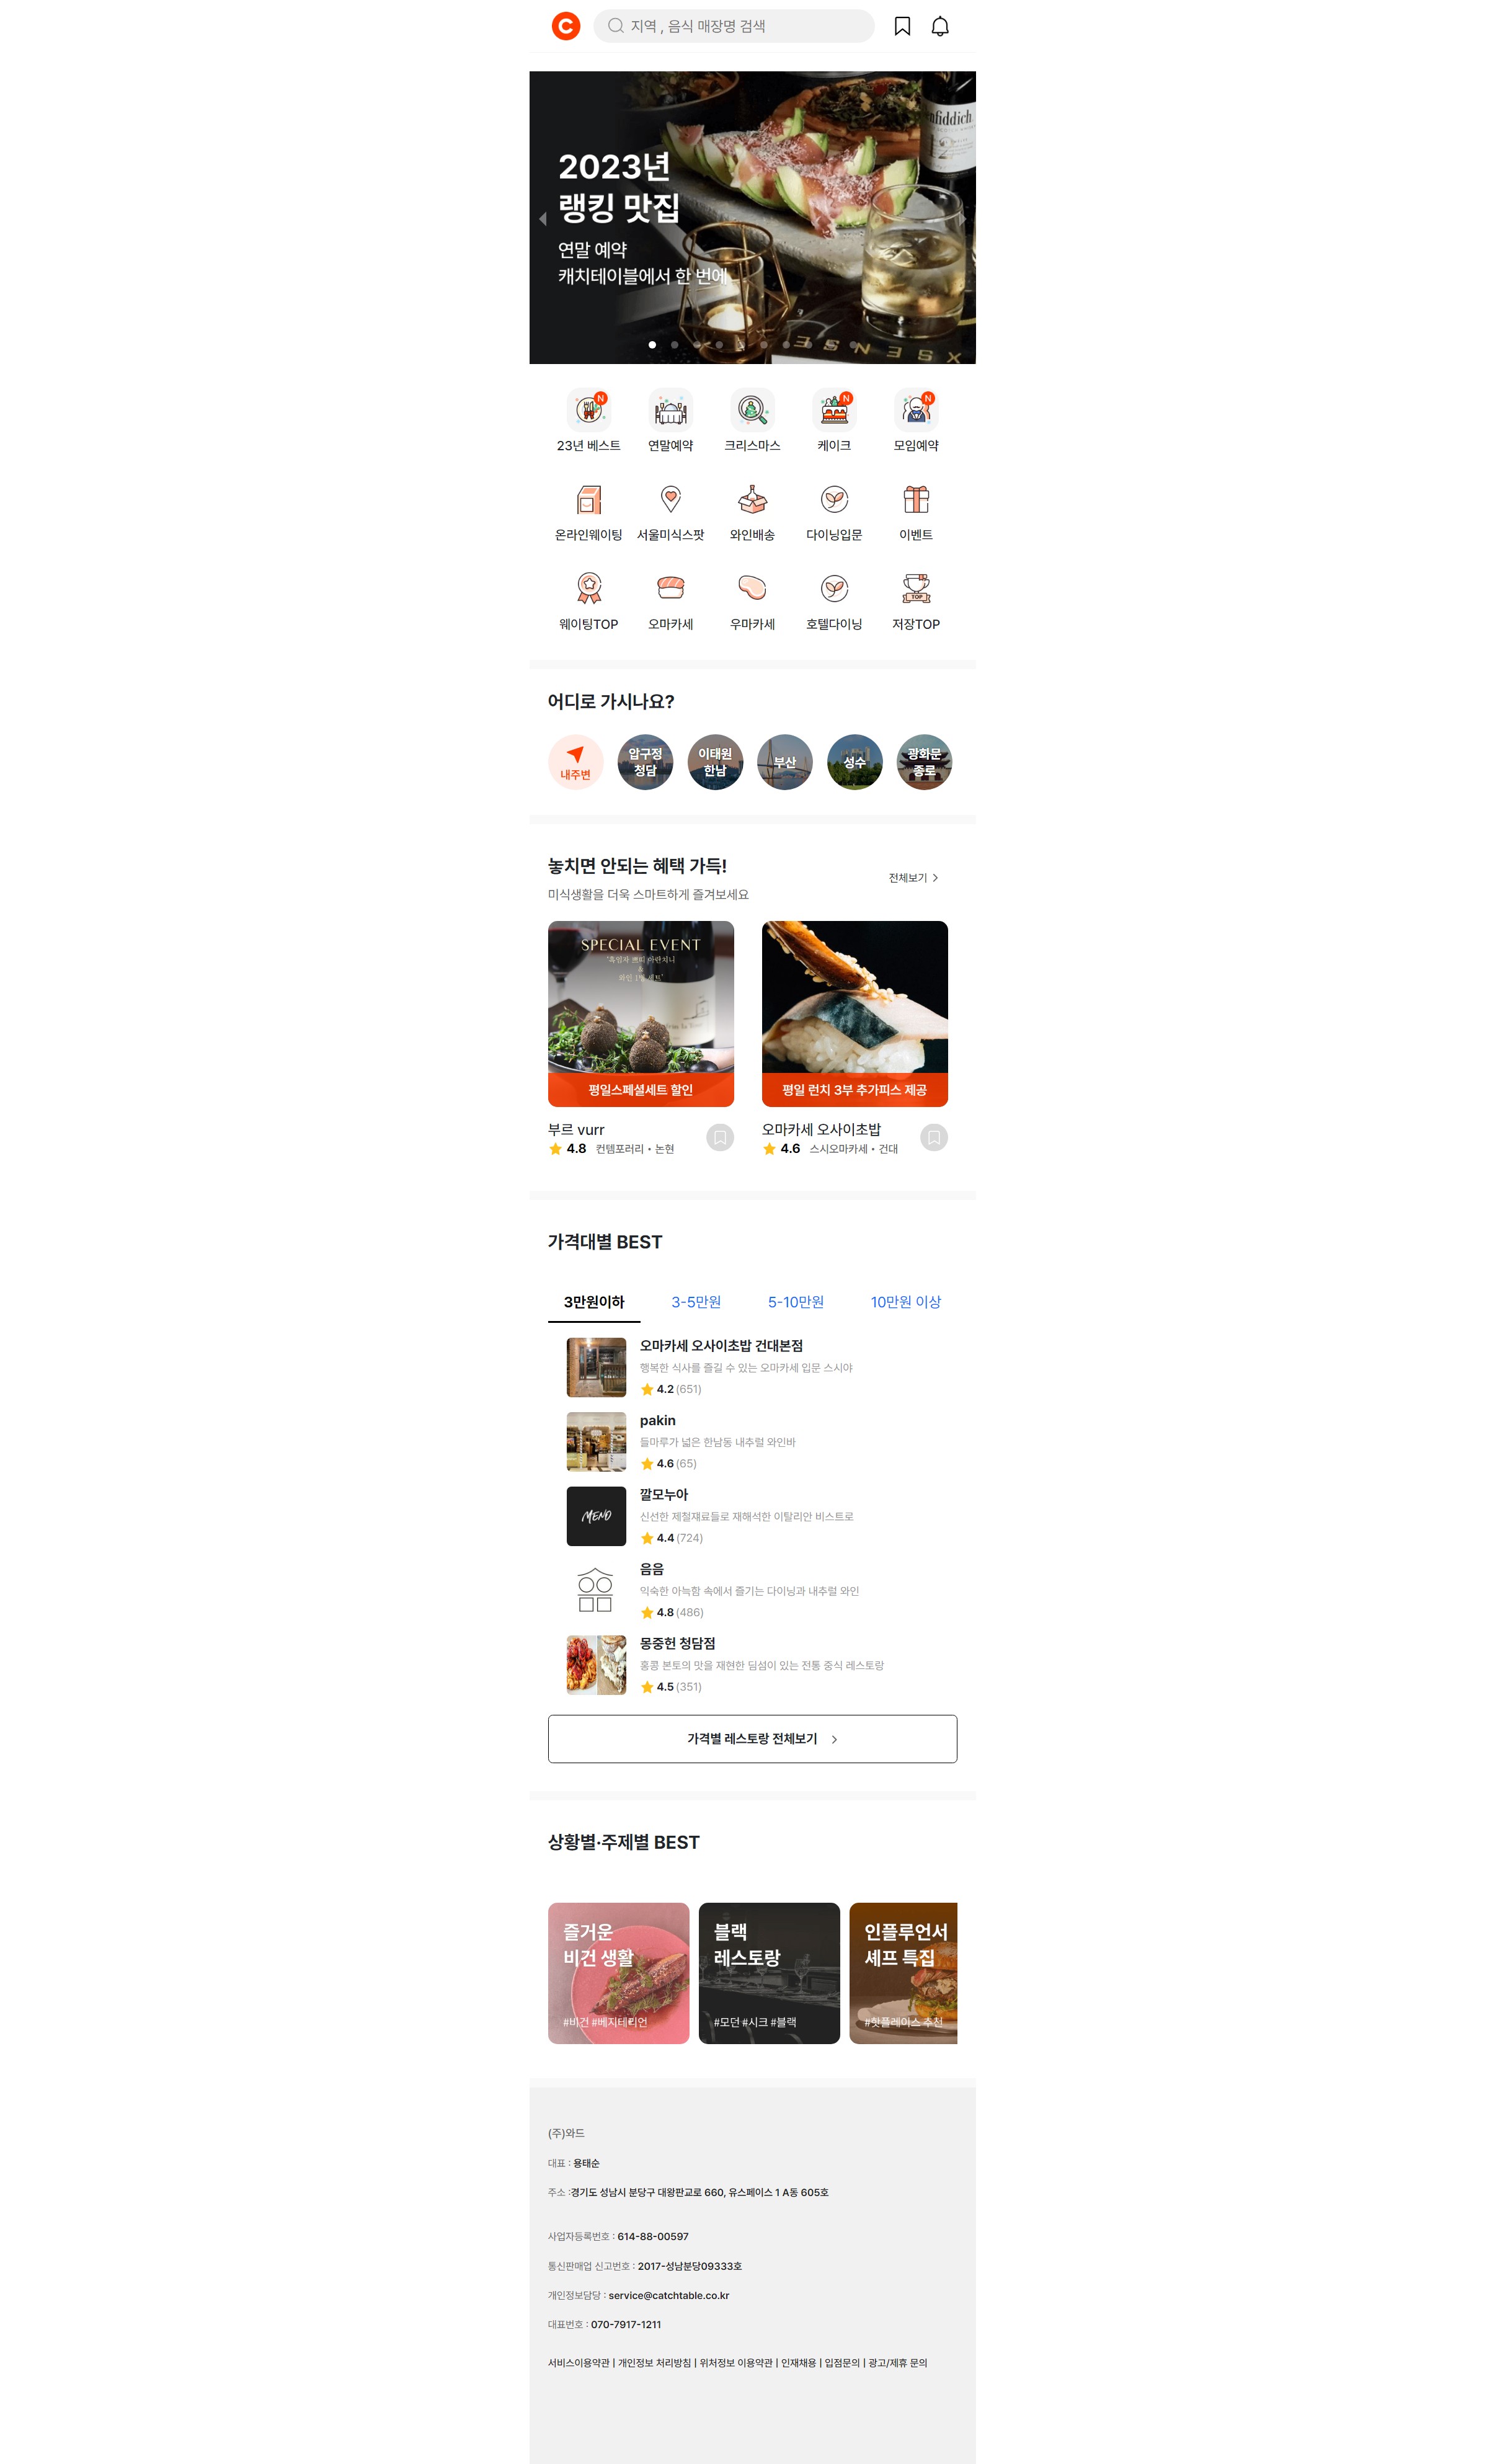 지역 , 음식 매장명 검색
nfiddich
2023년
랭킹 맛집
연말 예약
캐치테이블에서 한 번에
N
N
N
23년 베스트
연말예약
크리스마스
케이크
모임예약
온라인웨이팅
서울미식스팟
와인배송
다이닝입문
이벤트
TOP
웨이팅TOP
오마카세
우마카세
호텔다이닝
저장TOP
어디로 가시나요?
내주변
압구정
청담
이태원
한남
부산
성수
광화문
종로
놓치면 안되는 혜택 가득!
미식생활을 더욱 스마트하게 즐겨보세요
전체보기
SPECIAL EVENT
평일스페셜세트 할인
평일 런치 3부 추가피스 제공
부르 vurr
4.8 컨템포러리 • 논현
오마카세 오사이초밥
4.6 스시오마카세 • 건대
가격대별 BEST
3만원이하
3-5만원
5-10만원
10만원 이상
오마카세 오사이초밥 건대본점
행복한 식사를 즐길 수 있는 오마카세 입문 스시야
4.2 (651)
pakin
들마루가 넓은 한남동 내추럴 와인바
4.6 (65)
MENO
깔모누아
신선한 제철재료들로 재해석한 이탈리안 비스트로
4.4 (724)
음음
익숙한 아늑함 속에서 즐기는 다이닝과 내추럴 와인
4.8 (486)
몽중헌 청담점
홍콩 본토의 맛을 재현한 딤섬이 있는 전통 중식 레스토랑
4.5 (351)
가격별 레스토랑 전체보기
상황별·주제별 BEST
즐거운
비건 생활
#비건 #베지테리언
블랙
레스토랑
#모던 #시크 #블랙
인플루언서
셰프 특집
#핫플레이스 추천
(주)와드
대표 : 용태순
주소 :경기도 성남시 분당구 대왕판교로 660, 유스페이스 1 A동 605호
사업자등록번호 : 614-88-00597
통신판매업 신고번호 : 2017-성남분당09333호
개인정보담당 : service@catchtable.co.kr
대표번호 : 070-7917-1211
서비스이용약관 | 개인정보 처리방침 | 위처정보 이용약관 | 인재채용 | 입점문의 | 광고/제휴 문의